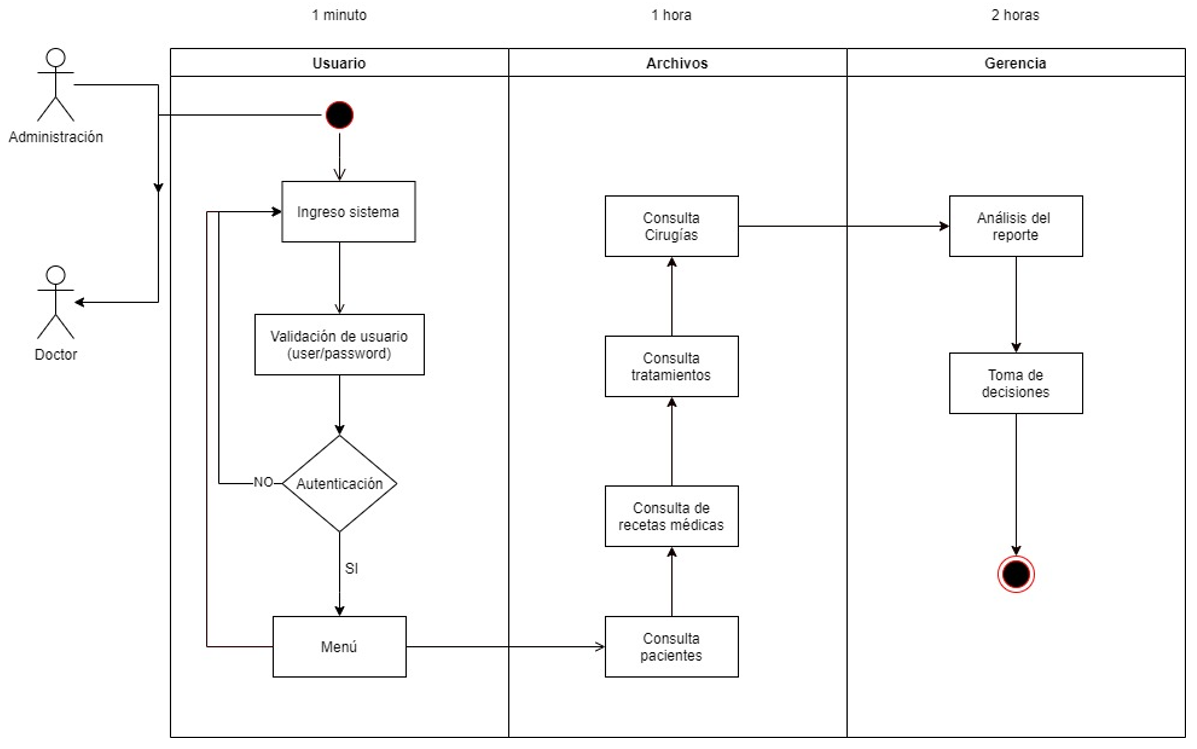 1 minuto
1 hora
2 horas
Usuario
Archivos
Gerencia
Administración
Doctor
Ingreso sistema
Validación de usuario
(user/password)
Autenticación
NO
SI
Menú
Consulta
Cirugías
Consulta
tratamientos
Consulta de
recetas médicas
Consulta
pacientes
Análisis del
reporte
Toma de
decisiones